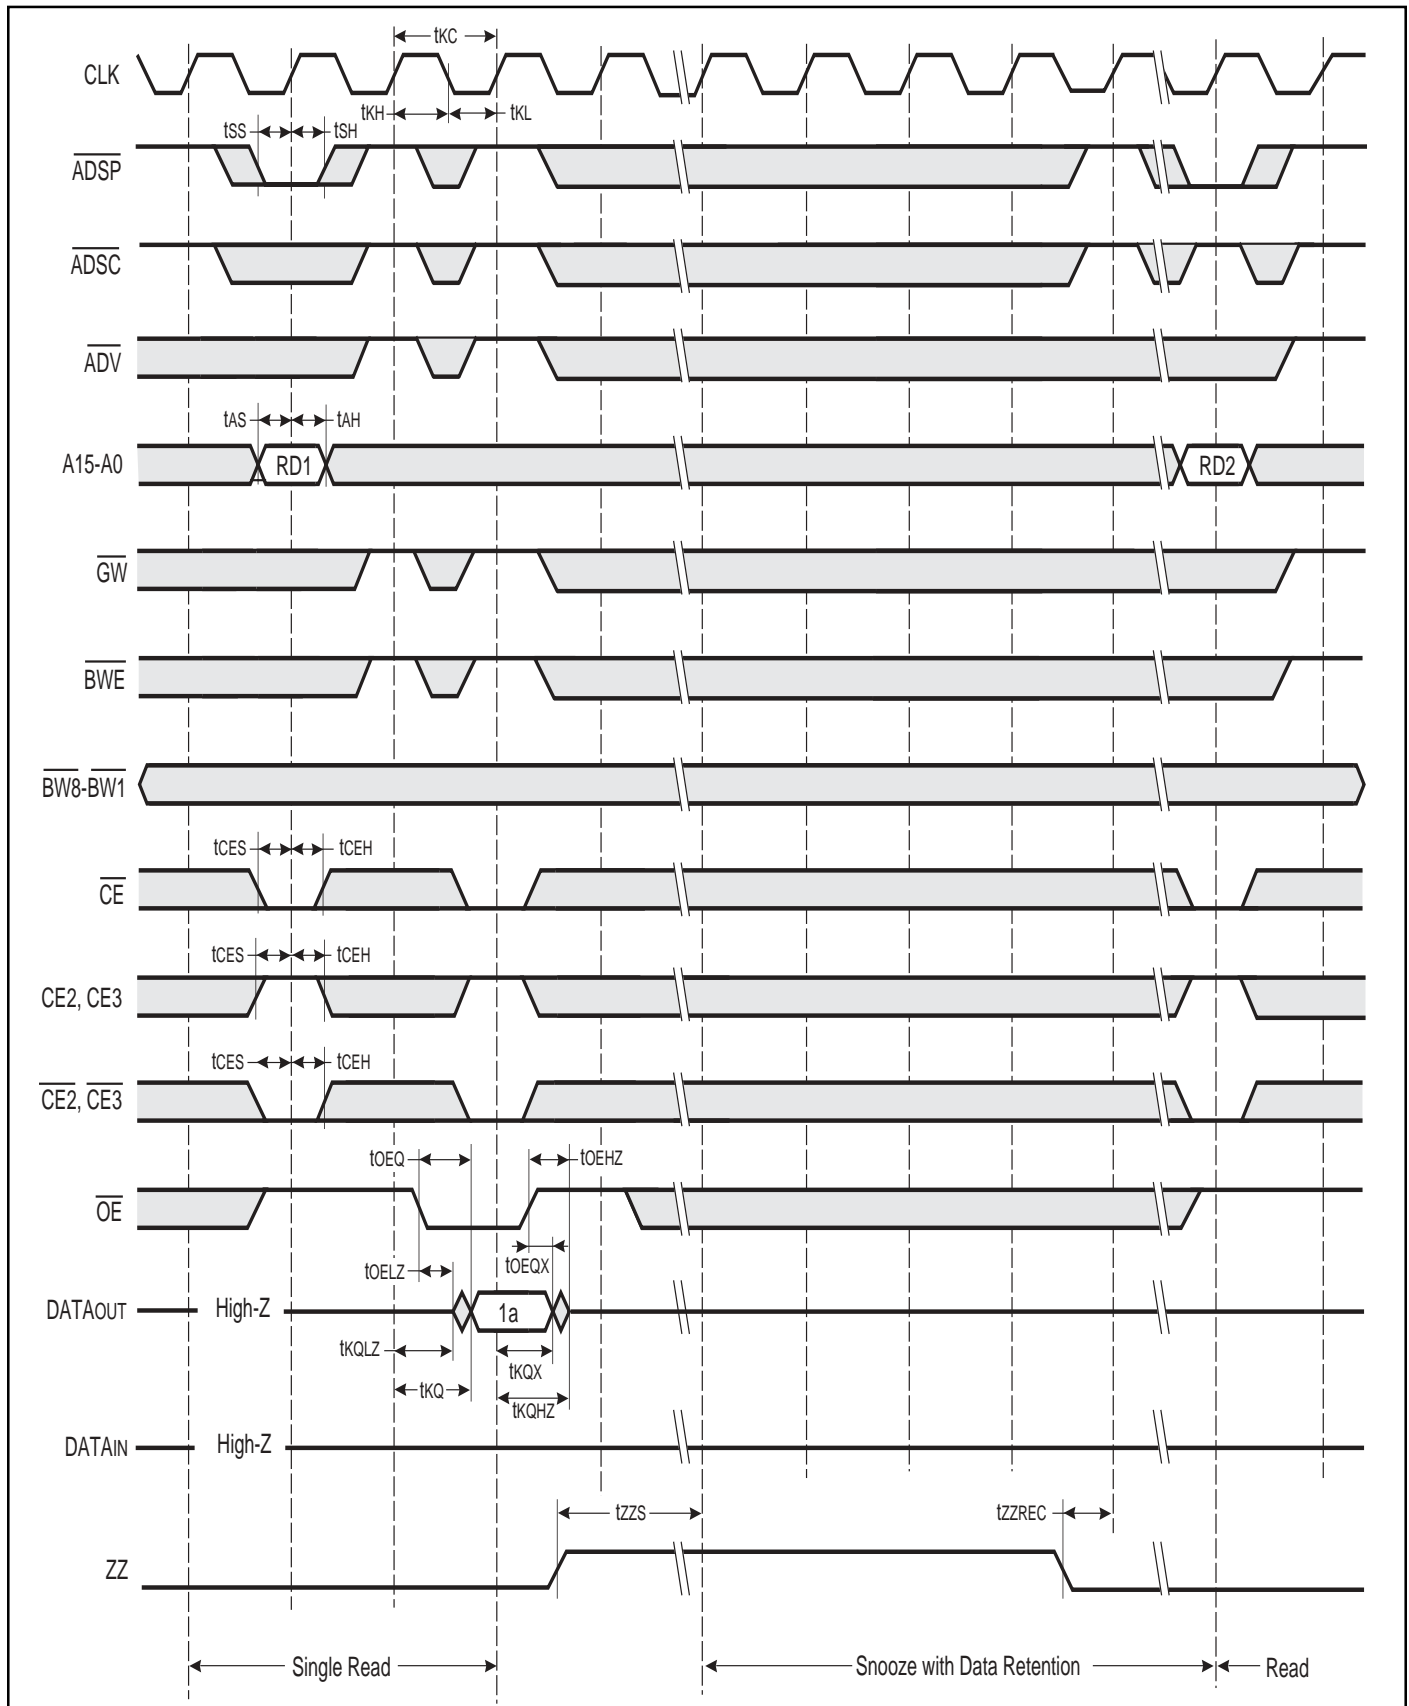 tKC
CLK
tKH
tKL
tSS
tSH
ADSP
ADSC
ADV
tAS
tAH
A15-A0
RD1
RD2
GW
BWE
BW8-BW1
tCES
tCEH
CE
tCES
tCEH
CE2, CE3
tCES
tCEH
CE2, CE3
tOEQ
tOEHZ
OE
tOELZ
tOEQX
DATAOUT
High-Z
1a
tKQLZ
tKQX
tKQ
tKQHZ
DATAIN
High-Z
tZZS
tZZREC
ZZ
Single Read
Snooze with Data Retention
Read